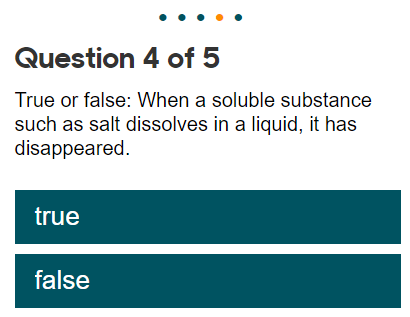 Question 4 of 5
True or false: When a soluble substance
such as salt dissolves in a liquid, it has
disappeared.
true
false